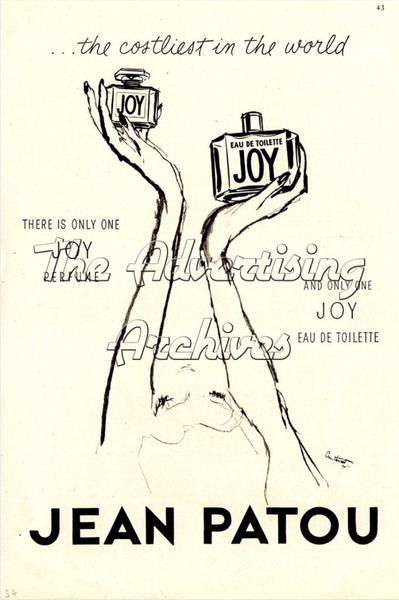 43
...the costliest in the world
JOY
EAU DE TOILETTE
JOY
THERE IS ONLY ONE
JOY
PERFUME
The Advertising
Archives
AND ONLY ONE
JOY
EAU DE TOILETTE
JEAN PATOU
54